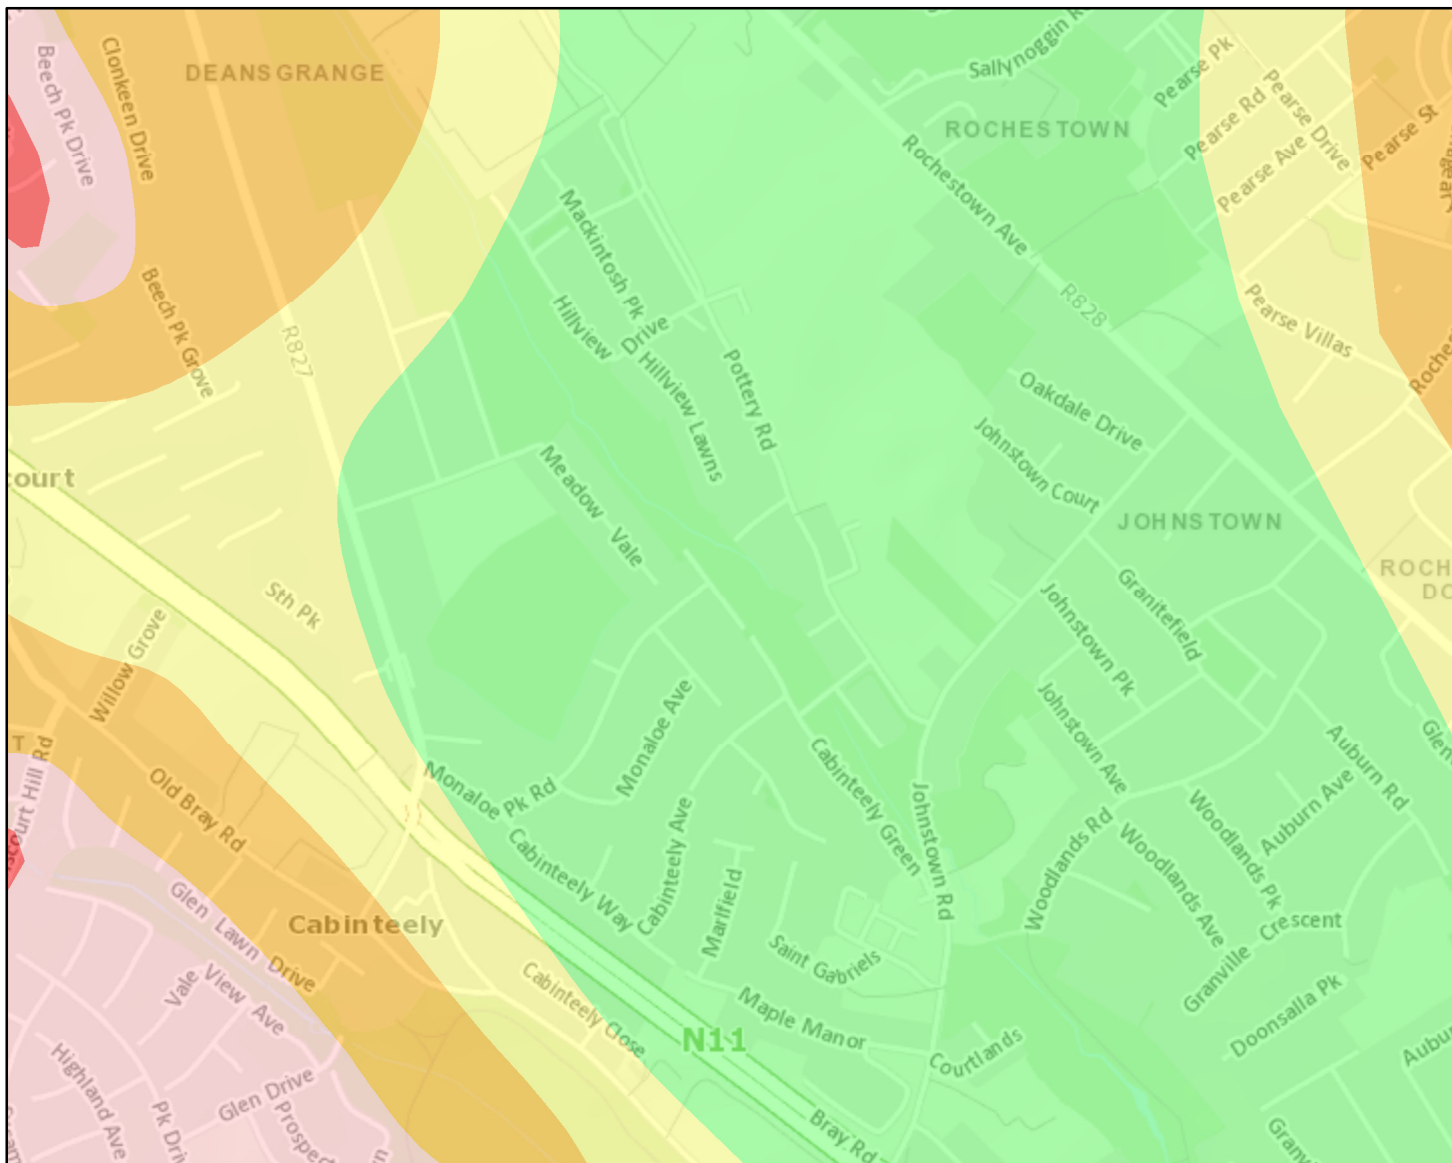 Sallynoggin
Beech Pk Drive
Clonkeen Drive
DEANSGRANGE
Pearse Pk
Pearse Rd
Pearse Drive
Pearse St
ROCHESTOWN
Pearse Ave
Rochestown Ave
Mackintosh Pk
Beech Pk Grove
R827
Hillview
Drive
R828
Pearse Villas
Hillview Lawns
Pottery Rd
Oakdale Drive
Johnstown Court
court
Meadow Vale
JOHNSTOWN
ROCH
DO
Sth Pk
Willow Grove
Granitefield
Johnstown Pk
Monaloe Ave
Johnstown Ave
T
Old Bray Rd
Monaloe Pk Rd
Cabinteely Green
Auburn Rd
Glen
Johnstown Rd
Woodlands Rd
Woodlands Pk
Auburn Ave
Cabinteely Way
Cabinteely Ave
Marlfield
Woodlands Ave
Glen Lawn Drive
Cabinteely
Saint Gabriels
Granville Crescent
Vale View Ave
Cabinteely Close
N11
Maple Manor
Courtlands
Doonsalla Pk
Highland Ave
Glen Drive
Pk
Bray Rd